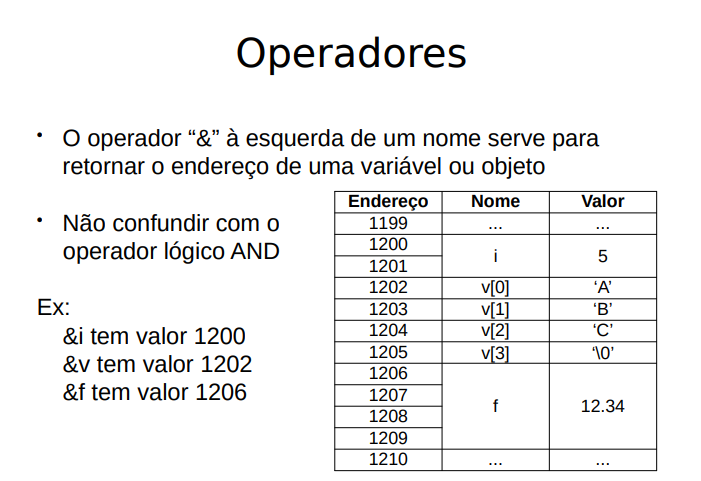 Operadores
• O operador “&” à esquerda de um nome serve para
retornar o endereço de uma variável ou objeto
• Não confundir com o
operador lógico AND
Ex:
&i tem valor 1200
&v tem valor 1202
&f tem valor 1206
Endereço Nome Valor
1199 ... ...
1200 i 5
1201
1202 v[0] ‘A’
1203 v[1] ‘B’
1204 v[2] ‘C’
1205 v[3] ‘\0’
1206 f 12.34
1207
1208
1209
1210 ... ...